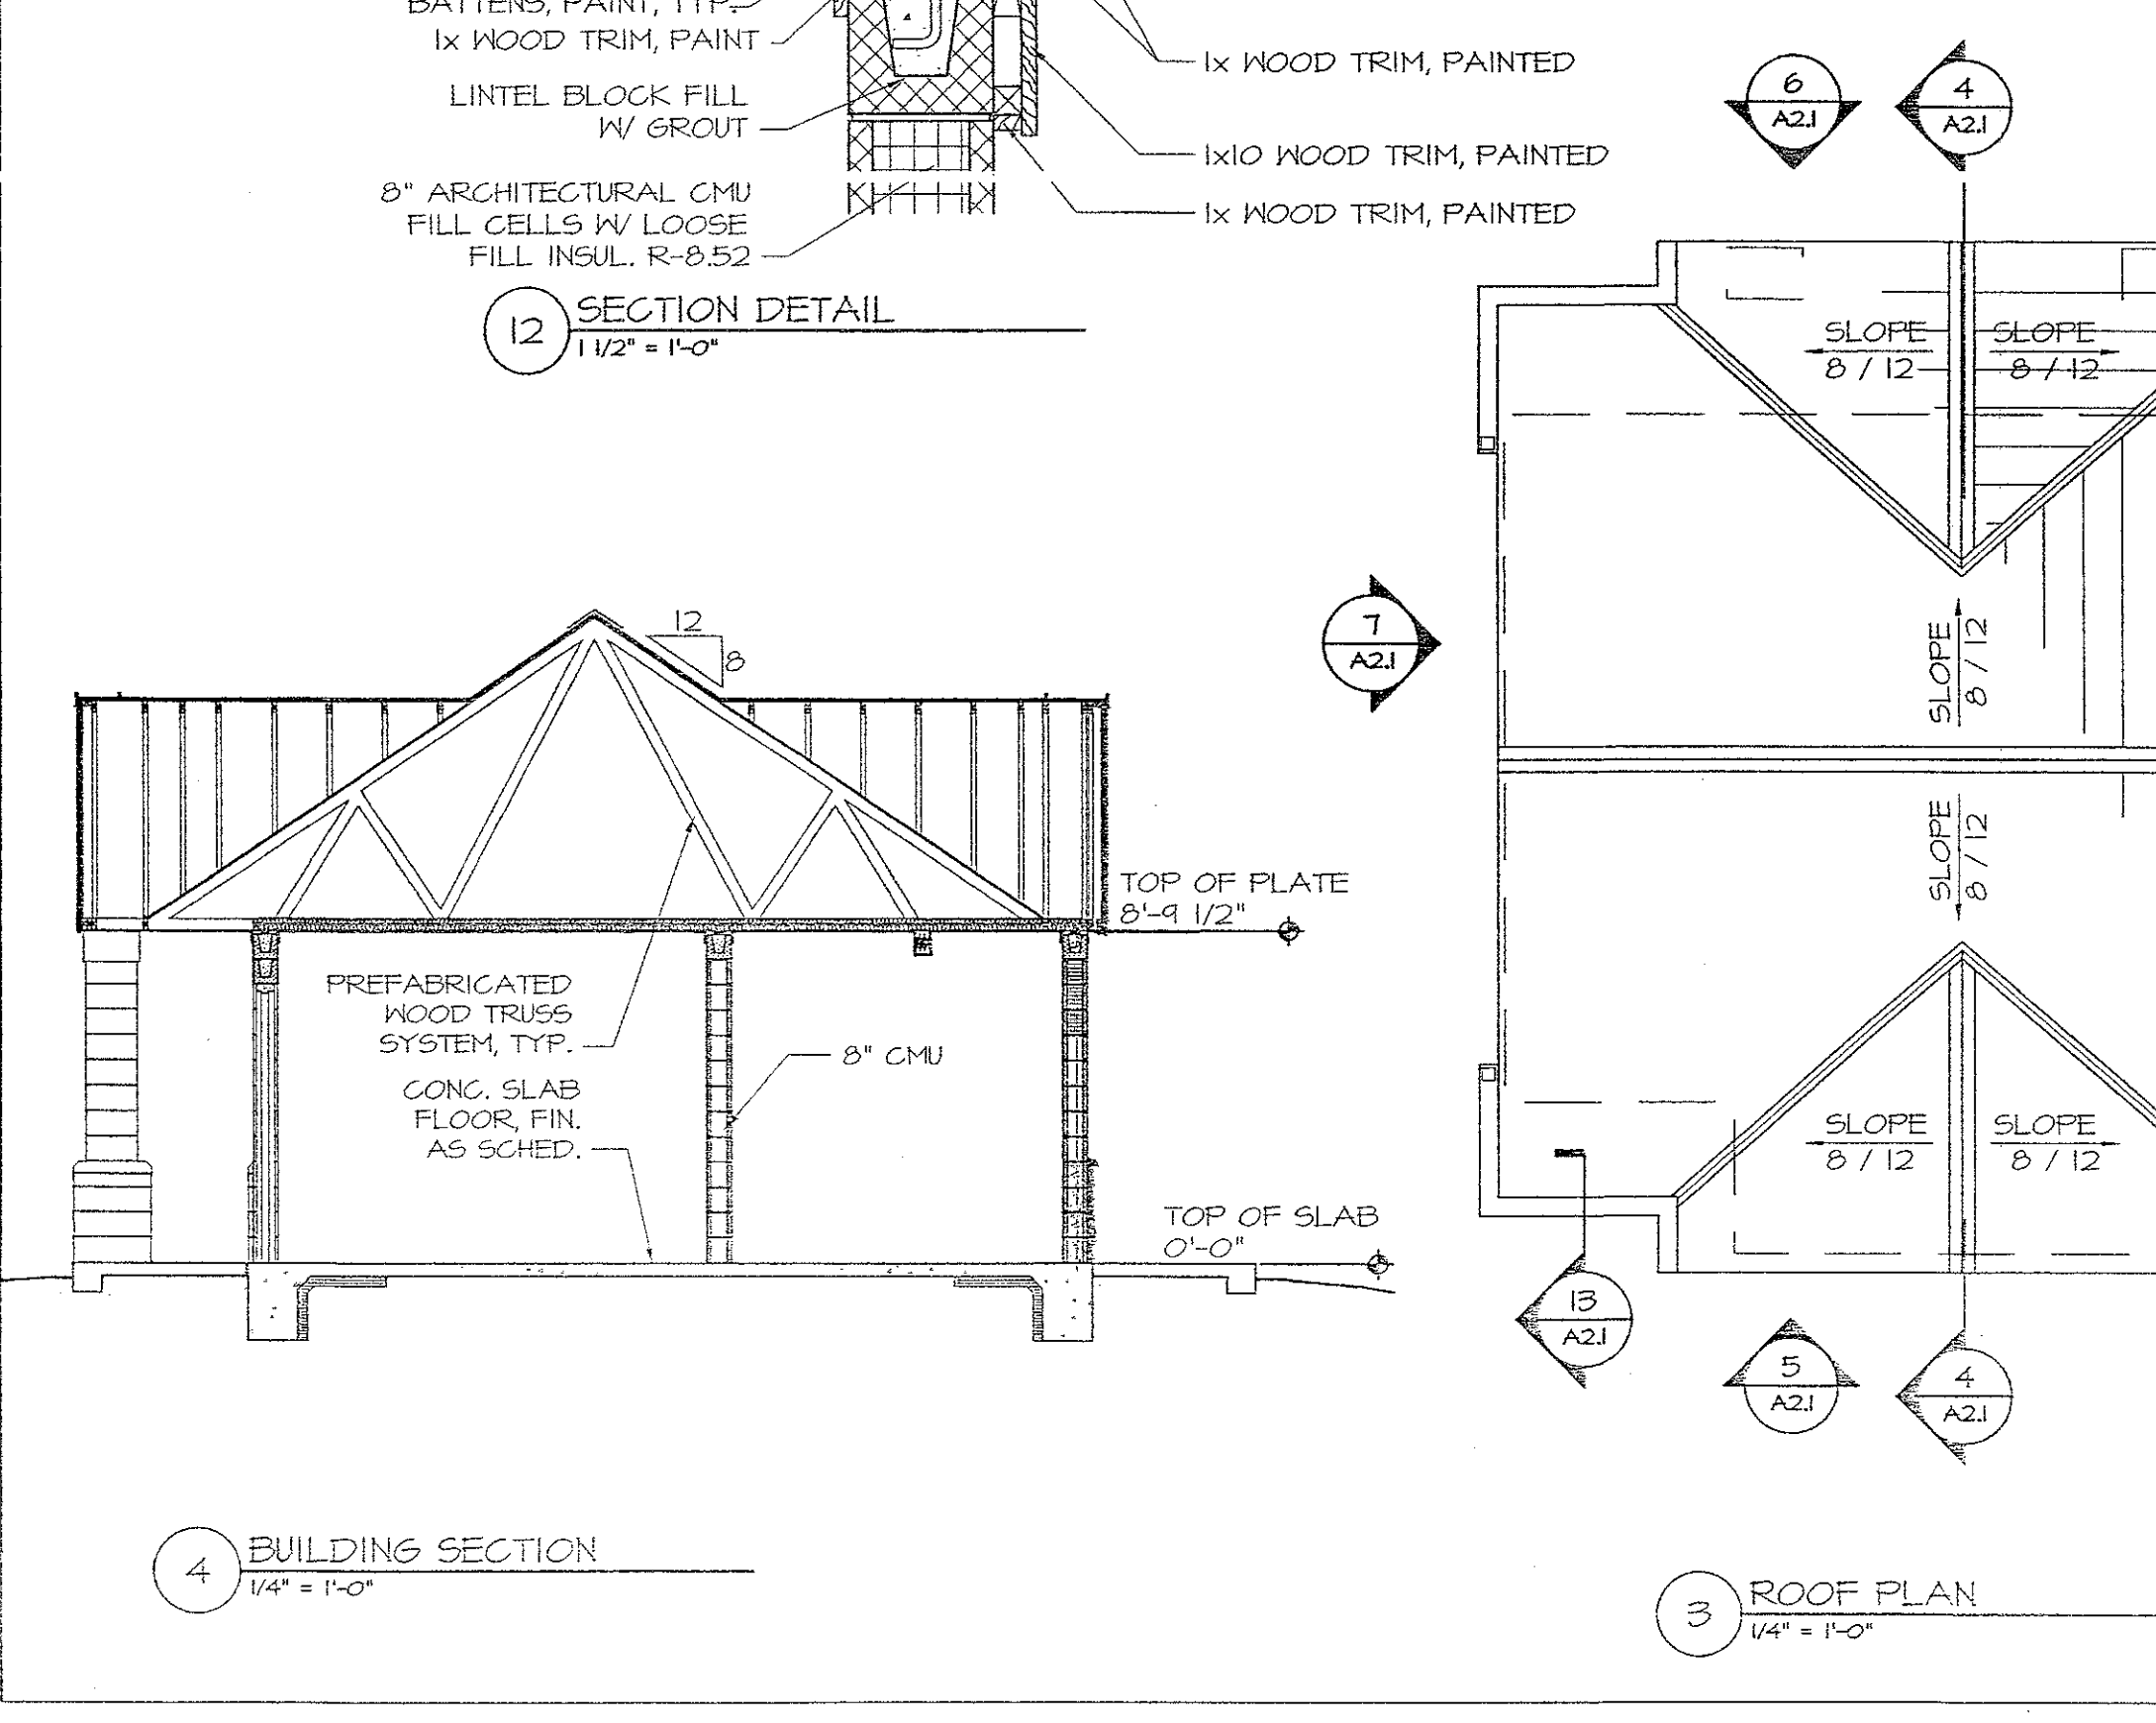 BATTENS, PAINT, TYP.
1x WOOD TRIM, PAINT
LINTEL BLOCK FILL
W/ GROUT
8" ARCHITECTURAL CMU
FILL CELLS W/ LOOSE
FILL INSUL. R-8.52
1x WOOD TRIM, PAINTED
1x10 WOOD TRIM, PAINTED
1x WOOD TRIM, PAINTED
12
SECTION DETAIL
1 1/2" = 1'-0"
6
A2.1
4
A2.1
SLOPE
8 / 12
SLOPE
8 / 12
7
A2.1
SLOPE
8 / 12
SLOPE
8 / 12
SLOPE
8 / 12
SLOPE
8 / 12
13
A2.1
5
A2.1
4
A2.1
12
8
TOP OF PLATE
8'-9 1/2"
PREFABRICATED
WOOD TRUSS
SYSTEM, TYP.
8" CMU
CONC. SLAB
FLOOR, FIN.
AS SCHED.
TOP OF SLAB
0'-0"
4
BUILDING SECTION
1/4" = 1'-0"
3
ROOF PLAN
1/4" = 1'-0"